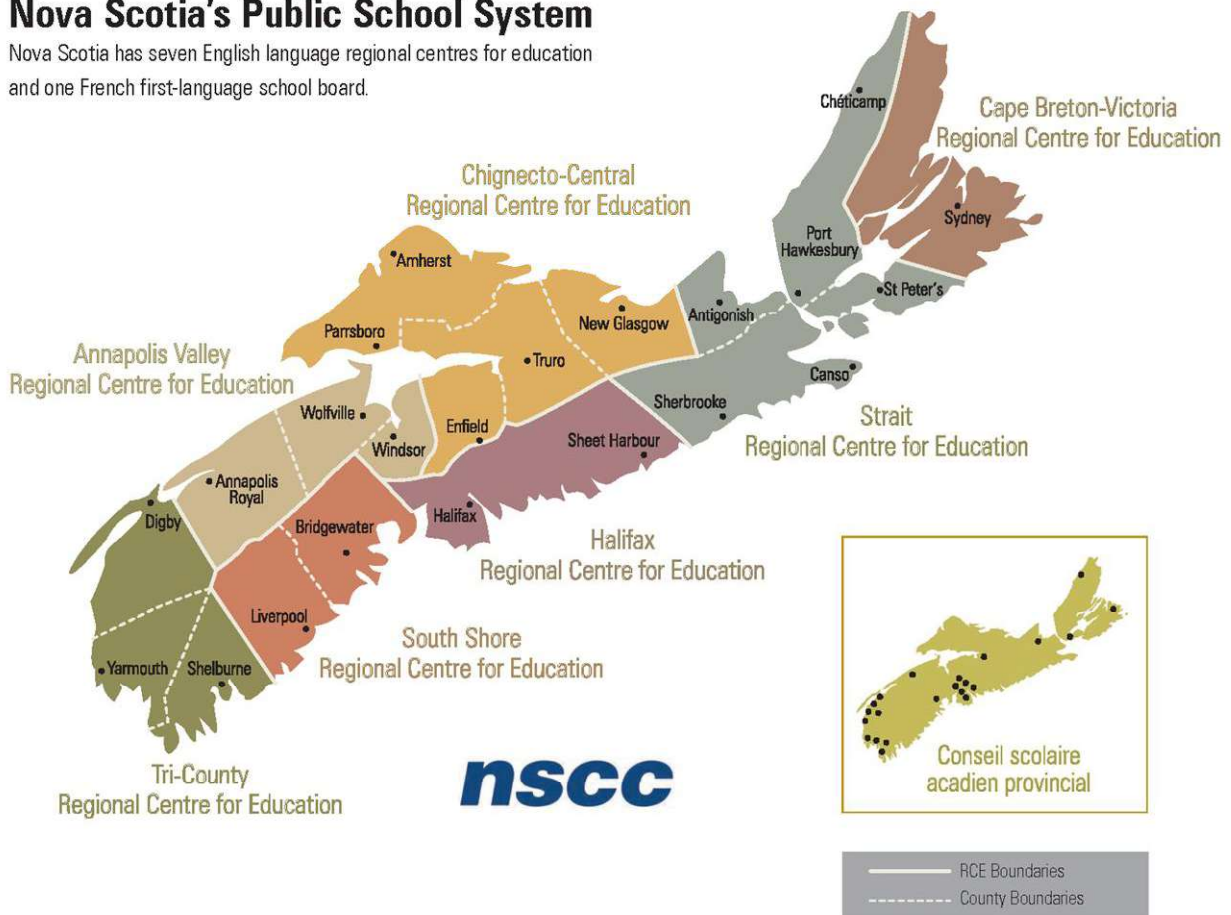 Nova Scotia's Public School System
Nova Scotia has seven English language regional centres for education
and one French first-language school board.
Chéticamp
Cape Breton-Victoria
Regional Centre for Education
Chignecto-Central
Regional Centre for Education
Sydney
Port
Hawkesbury
Amherst
St Peter's
Antigonish
New Glasgow
Parrsboro
Truro
Annapolis Valley
Regional Centre for Education
Canso
Sherbrooke
Wolfville
Strait
Regional Centre for Education
Enfield
Windsor
Sheet Harbour
Annapolis
Royal
Digby
Halifax
Bridgewater
Halifax
Regional Centre for Education
Liverpool
South Shore
Regional Centre for Education
Yarmouth
Shelburne
Conseil scolaire
acadien provincial
Tri-County
Regional Centre for Education
nscc
RCE Boundaries
County Boundaries